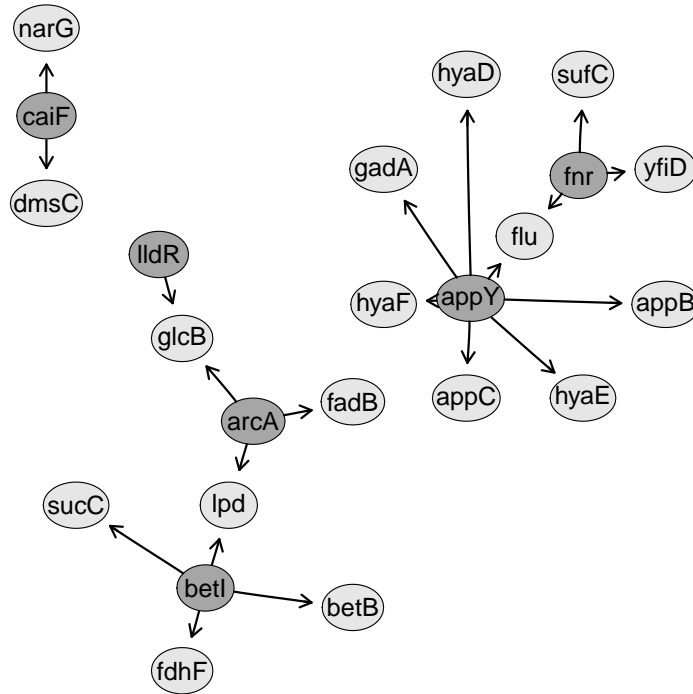 narG
hyaD
sufC
caiF
gadA
fnr
yfiD
dmsC
flu
lldR
hyaF
appY
appB
glcB
appC
hyaE
fadB
arcA
sucC
lpd
betI
betB
fdhF